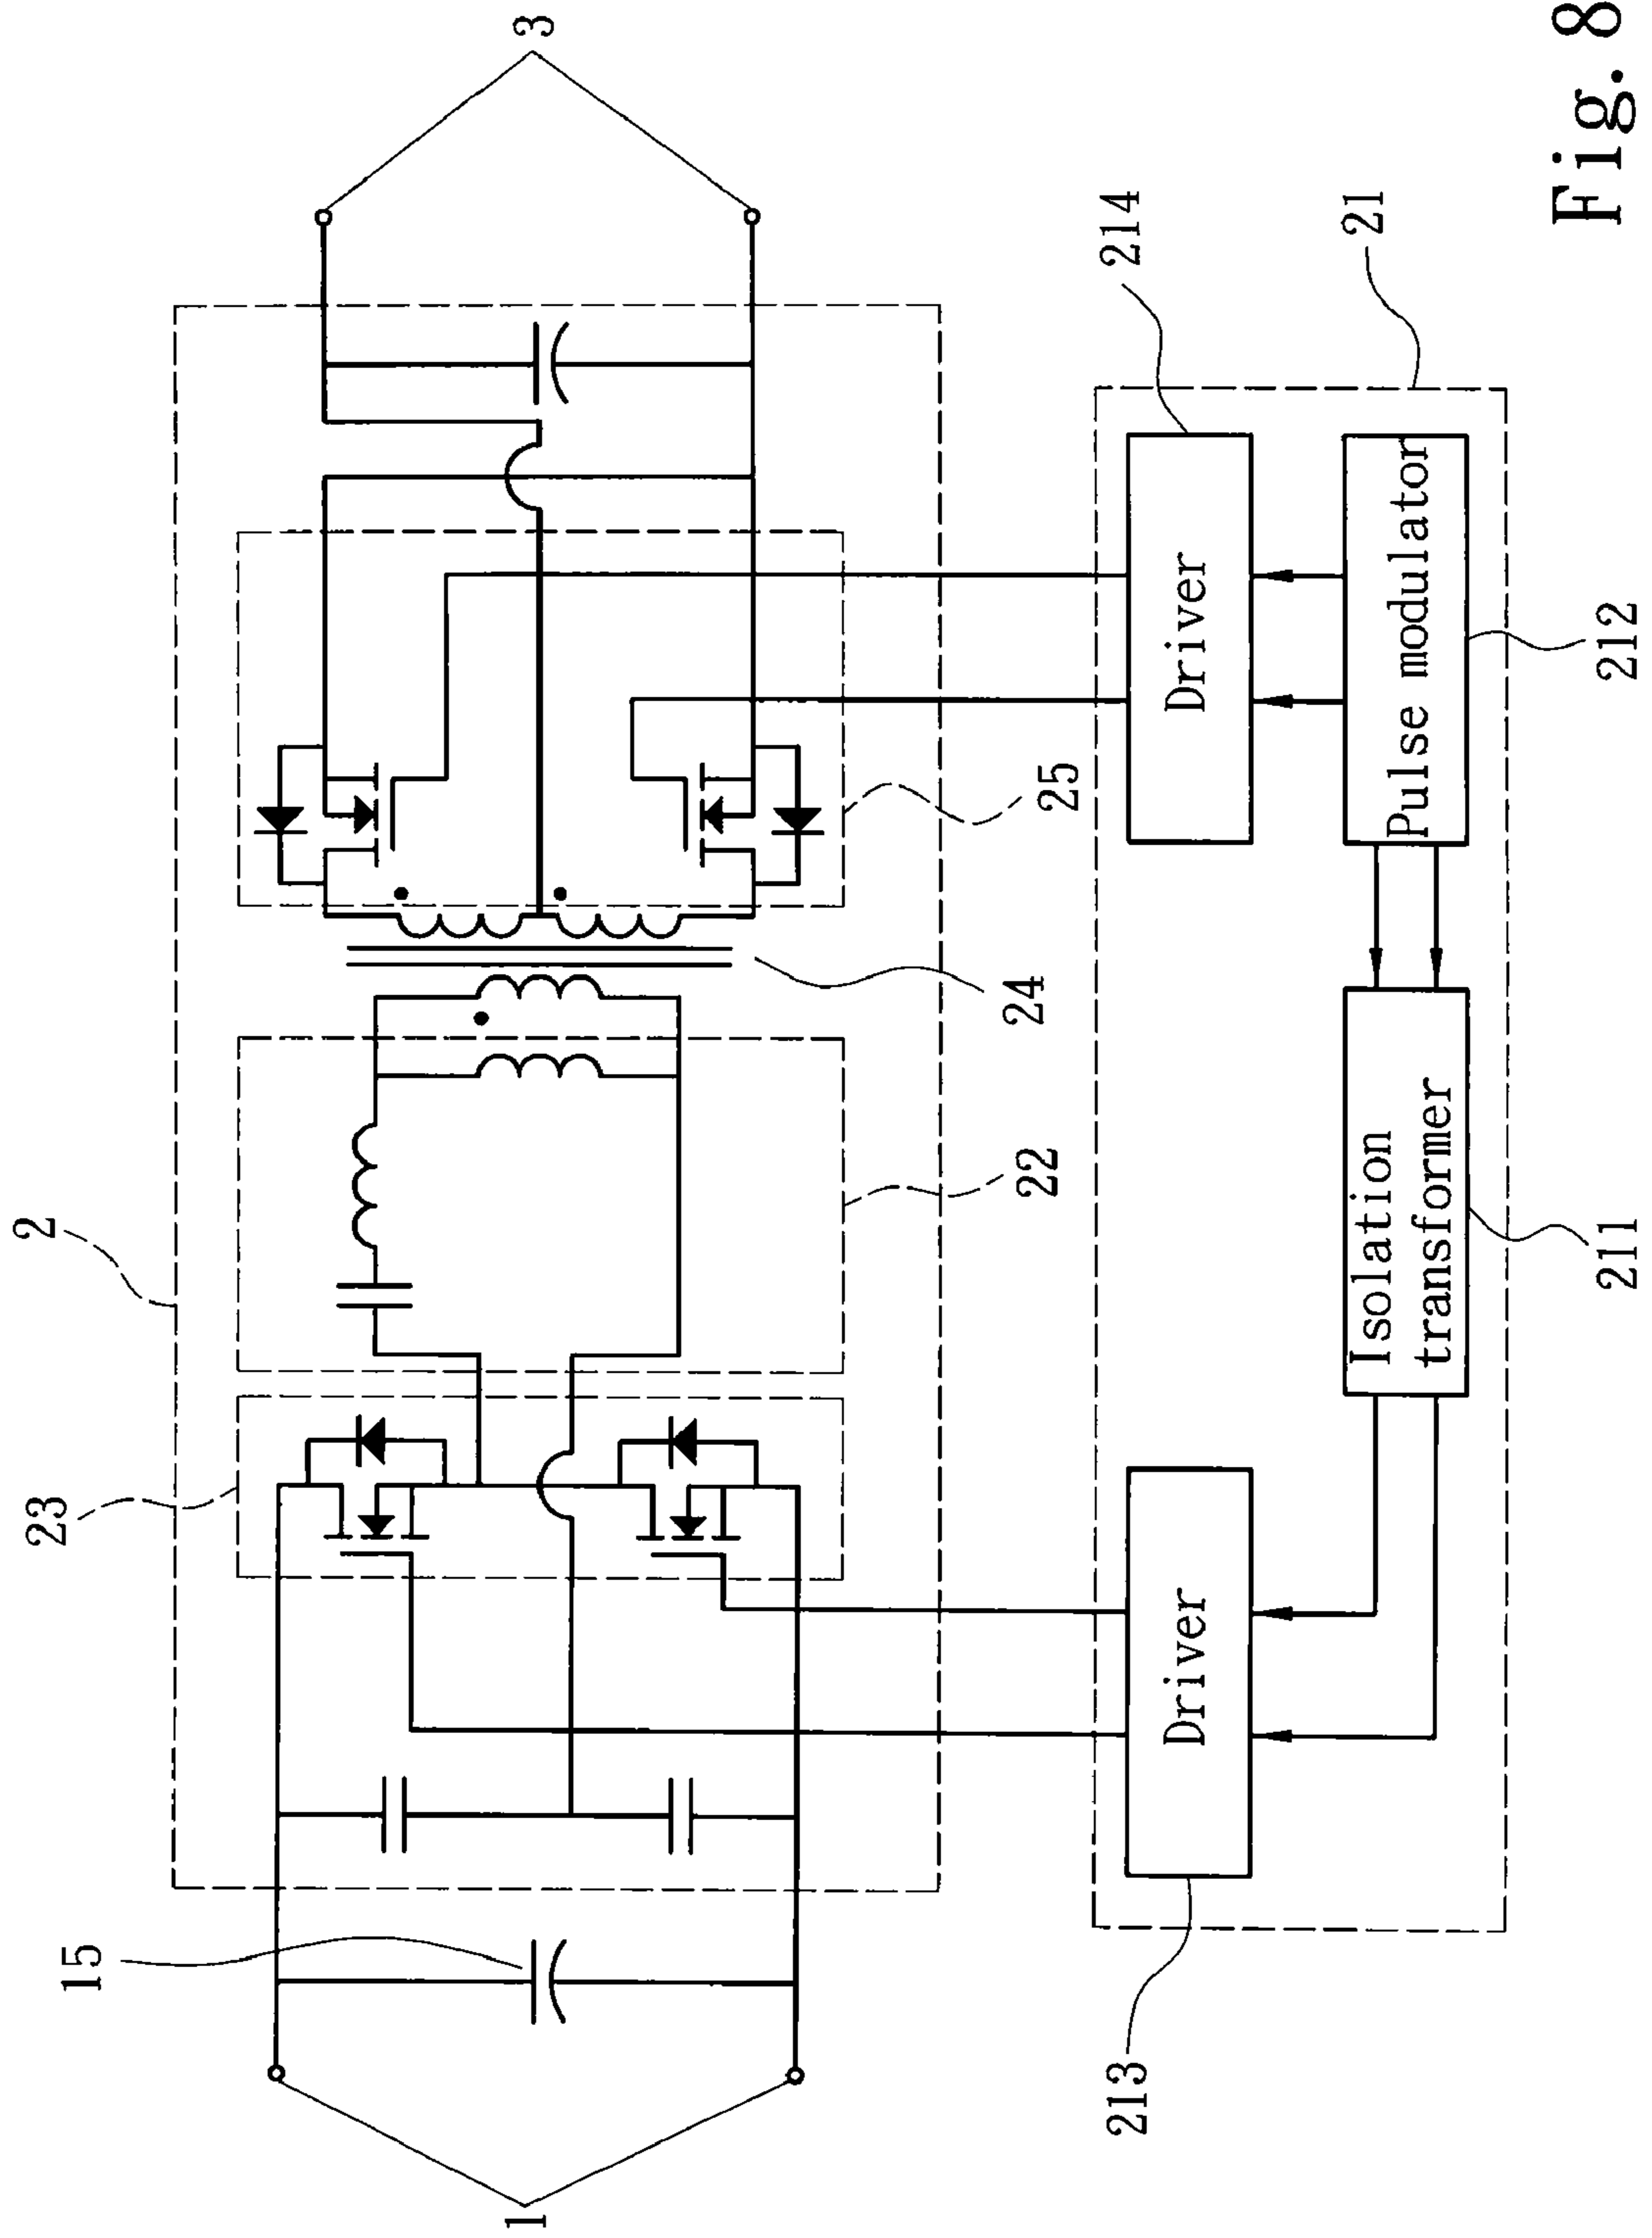 2
3
23
15
1
22
24
25
214
21
213
Driver
Driver
Isolation
transformer
Pulse modulator
211
212
Fig. 8